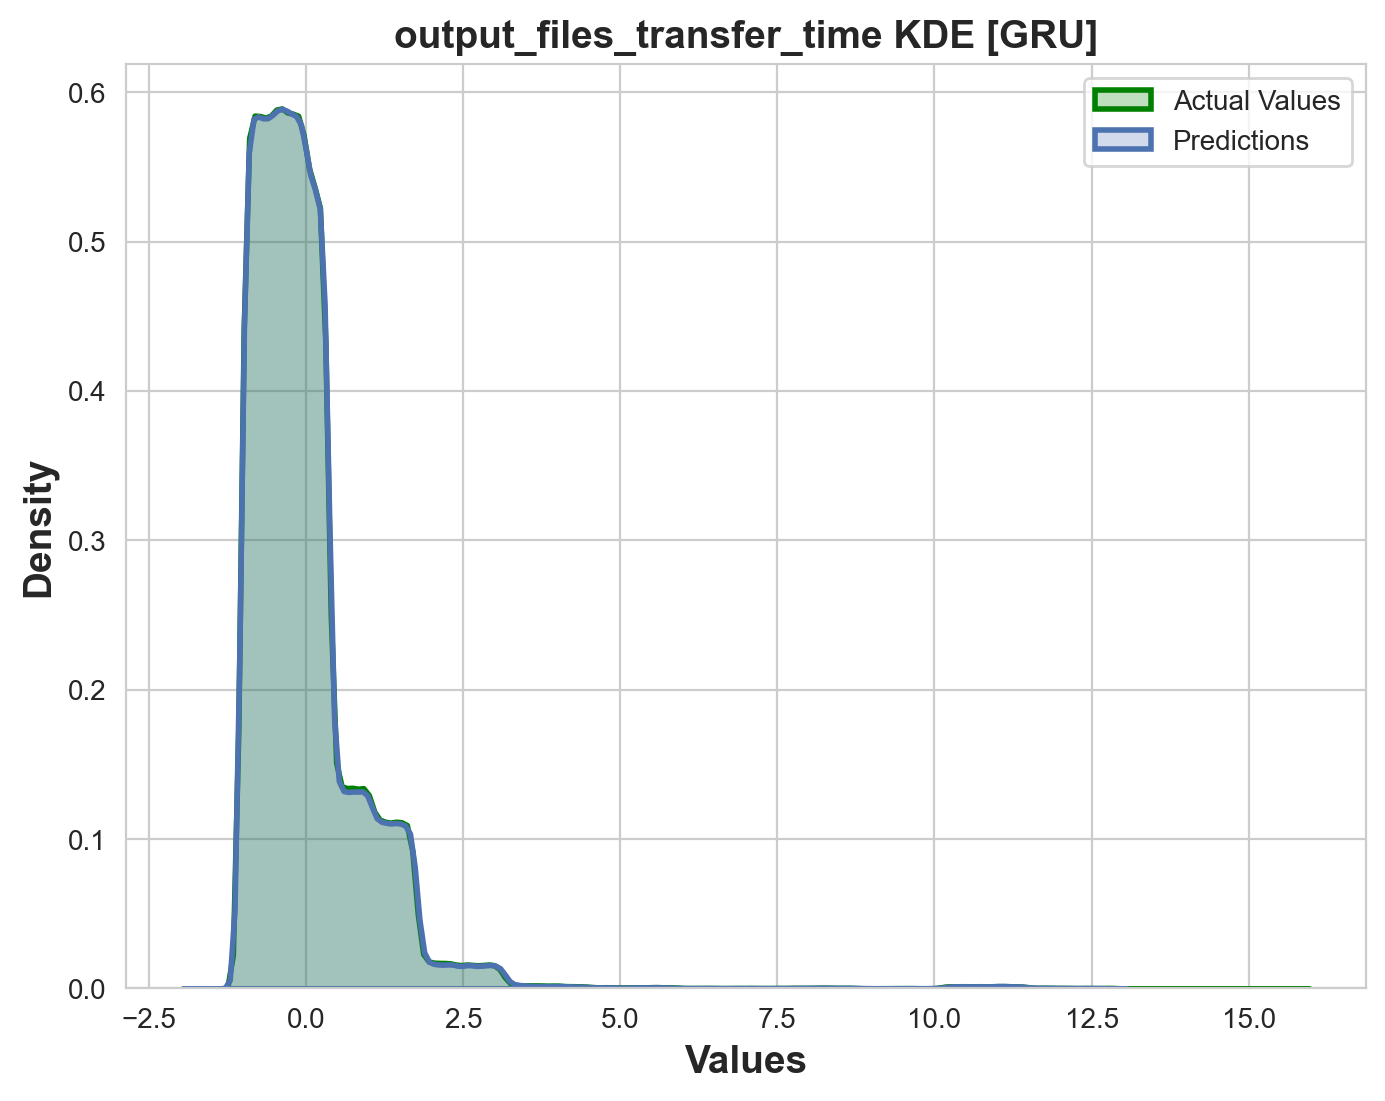 output_files_transfer_time KDE [GRU]
Actual Values
Predictions
Density
0.6
0.5
0.4
0.3
0.2
0.1
0.0
−2.5 0.0 2.5 5.0 7.5 10.0 12.5 15.0
Values